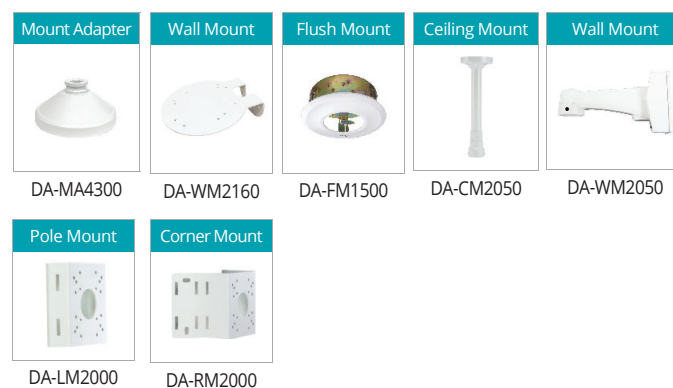 Mount Adapter
Wall Mount
Flush Mount
Ceiling Mount
Wall Mount
DA-MA4300
DA-WM2160
DA-FM1500
DA-CM2050
DA-WM2050
Pole Mount
Corner Mount
DA-LM2000
DA-RM2000